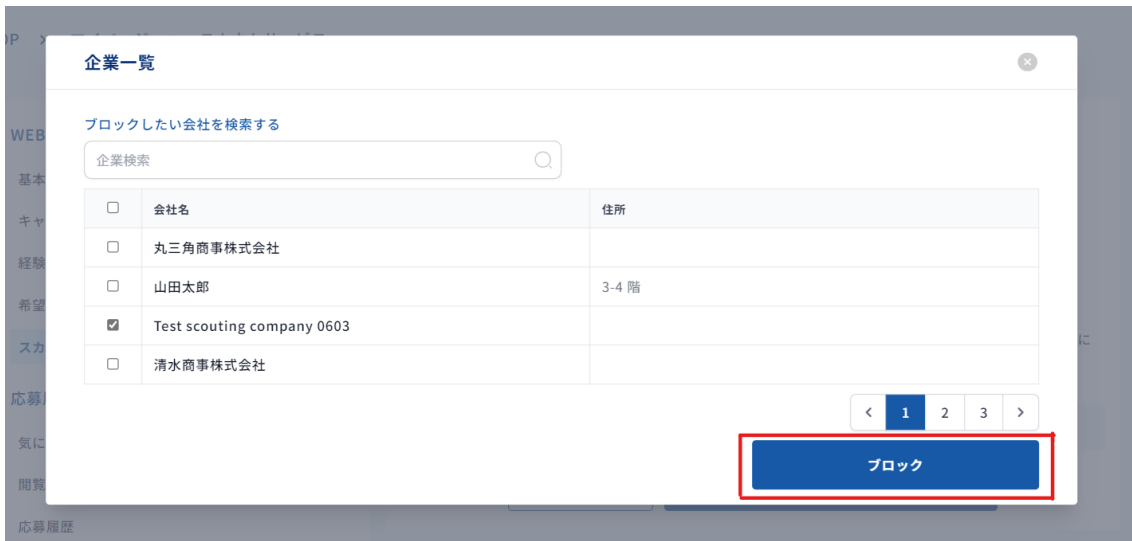 OP >
企業一覧
ブロックしたい会社を検索する
企業検索
会社名 住所
丸三角商事株式会社
山田太郎 3-4 階
Test scouting company 0603
清水商事株式会社
< 1 2 3 >
ブロック
WEB
基本
キャ
経験
希望
スカ
に
応募
気に
閲覧
応募履歴